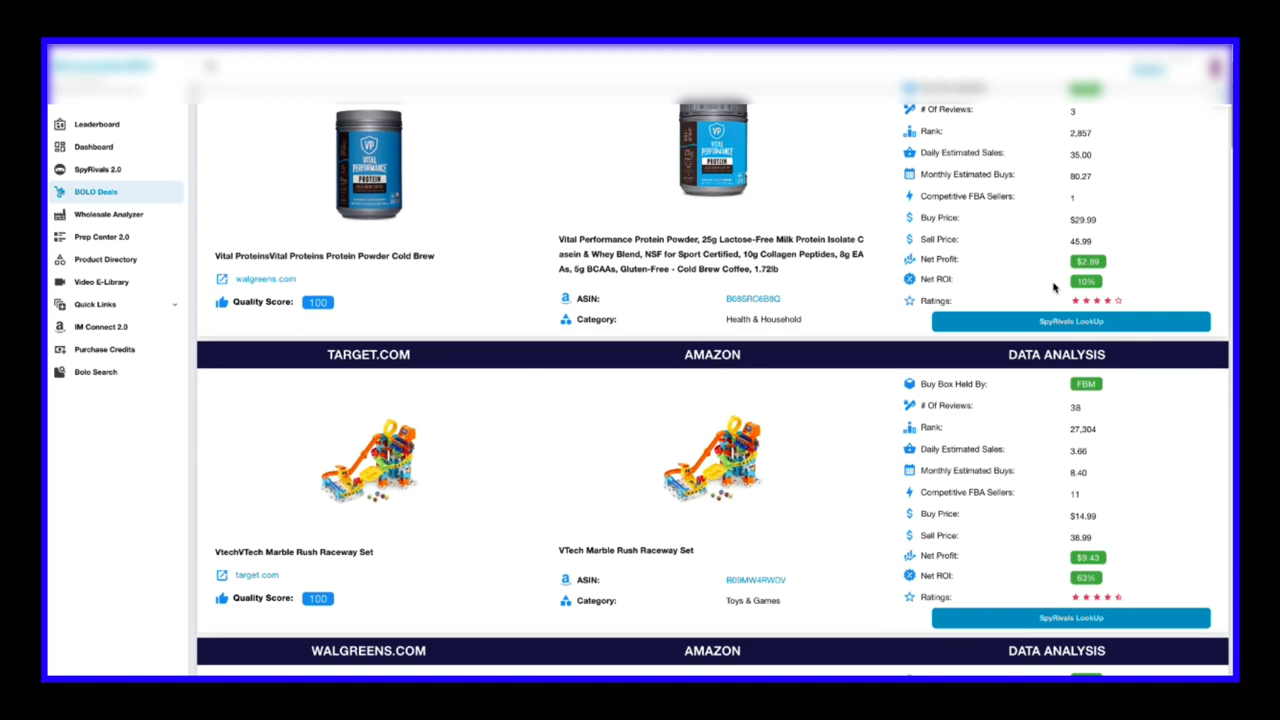 Leaderboard
Dashboard
SpyRivals 2.0
BOLO Deals
Wholesale Analyzer
Prep Center 2.0
Product Directory
Video E-Library
Quick Links
IM Connect 2.0
Purchase Credits
Bolo Search
VP
VITAL
PERFORMANCE
PROTEIN
Vital ProteinsVital Proteins Protein Powder Cold Brew
walgreens.com
Quality Score: 100
VP
VITAL
PERFORMANCE
PROTEIN
Vital Performance Protein Powder, 25g Lactose-Free Milk Protein Isolate C
asein & Whey Blend, NSF for Sport Certified, 10g Collagen Peptides, 8g EA
As, 5g BCAAs, Gluten-Free - Cold Brew Coffee, 1.72lb
ASIN: B08SRC6B8Q
Category: Health & Household
# Of Reviews: 3
Rank: 2,857
Daily Estimated Sales: 35.00
Monthly Estimated Buys: 80.27
Competitive FBA Sellers: 1
Buy Price: $29.99
Sell Price: 45.99
Net Profit: $2.89
Net ROI: 10%
Ratings:
SpyRivals LookUp
TARGET.COM AMAZON DATA ANALYSIS
VtechVTech Marble Rush Raceway Set
target.com
Quality Score: 100
VTech Marble Rush Raceway Set
ASIN: B09MW4RWDV
Category: Toys & Games
Buy Box Held By: FBM
# Of Reviews: 38
Rank: 27,304
Daily Estimated Sales: 3.66
Monthly Estimated Buys: 8.40
Competitive FBA Sellers: 11
Buy Price: $14.99
Sell Price: 38.99
Net Profit: $9.43
Net ROI: 63%
Ratings:
SpyRivals LookUp
WALGREENS.COM AMAZON DATA ANALYSIS